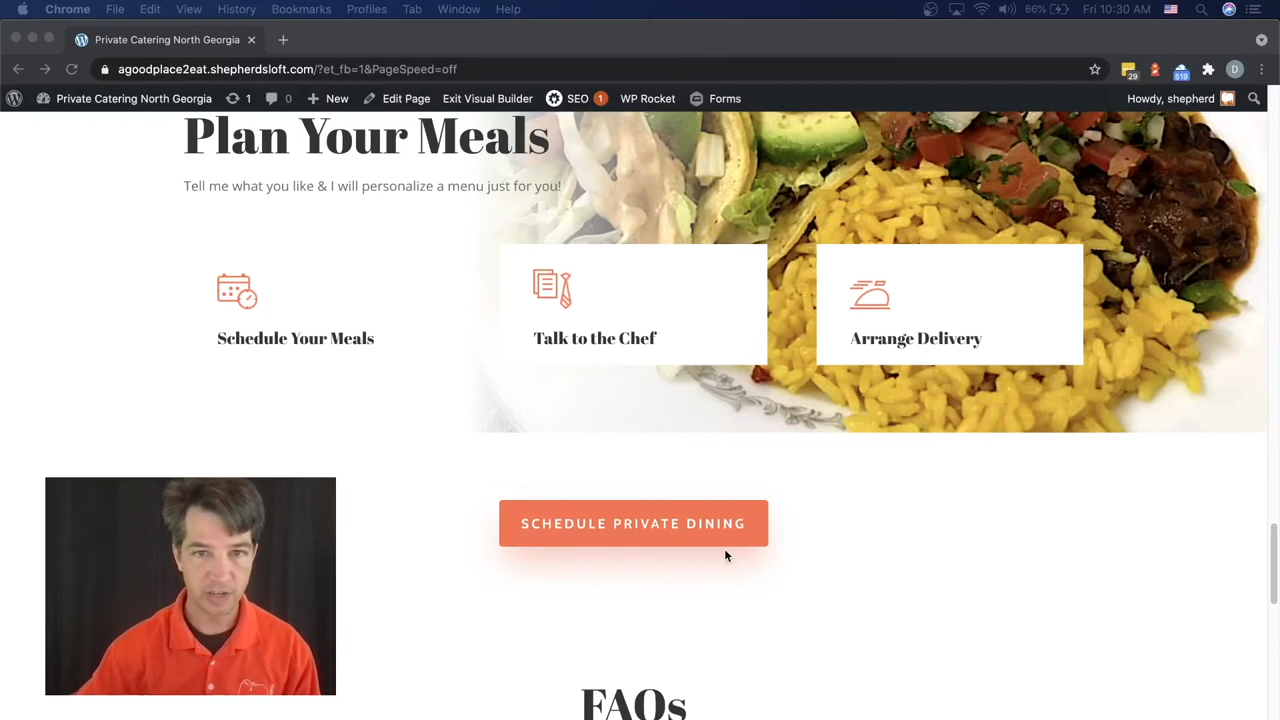 Chrome File Edit View History Bookmarks Profiles Tab Window Help 66% Fri 10:30 AM
Private Catering North Georgia
agoodplace2eat.shepherdsloft.com/?et_fb=1&PageSpeed=off 29 619 D
Private Catering North Georgia 1 0 New Edit Page Exit Visual Builder SEO 1 WP Rocket Forms Howdy, shepherd
Plan Your Meals
Tell me what you like & I will personalize a menu just for you!
Schedule Your Meals Talk to the Chef Arrange Delivery
SCHEDULE PRIVATE DINING
FAQs